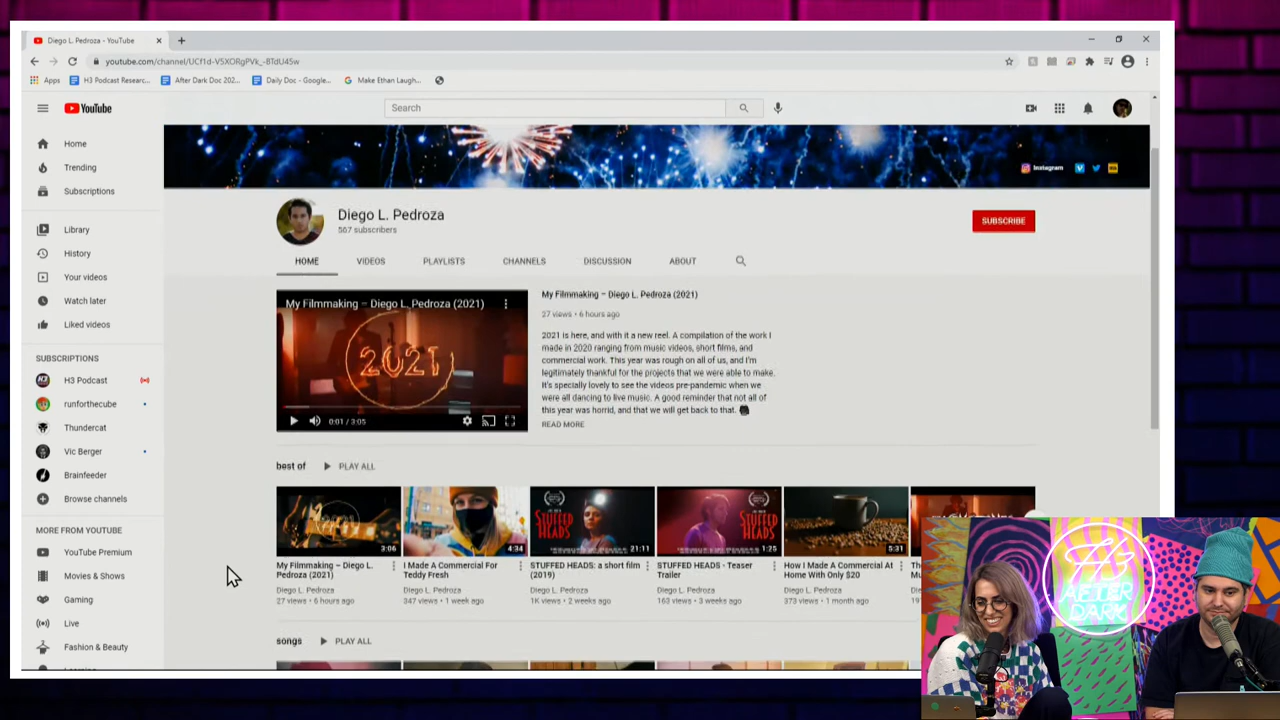 Diego L. Pedroza - YouTube
youtube.com/channel/UCf1d-V5XORgPVk_-BTdU45w
Apps
H3 Podcast Researc...
After Dark Doc 202...
Daily Doc - Google...
Make Ethan Laugh...
YouTube
Search
Instagram
Home
Trending
Subscriptions
Library
History
Your videos
Watch later
Liked videos
SUBSCRIPTIONS
H3 Podcast
runforthecube
Thundercat
Vic Berger
Brainfeeder
Browse channels
MORE FROM YOUTUBE
YouTube Premium
Movies & Shows
Gaming
Live
Fashion & Beauty
Diego L. Pedroza
567 subscribers
SUBSCRIBE
HOME
VIDEOS
PLAYLISTS
CHANNELS
DISCUSSION
ABOUT
My Filmmaking – Diego L. Pedroza (2021)
2021
0:01 / 3:05
My Filmmaking – Diego L. Pedroza (2021)
27 views • 6 hours ago
2021 is here, and with it a new reel. A compilation of the work I
made in 2020 ranging from music videos, short films, and
commercial work. This year was rough on all of us, and I'm
legitimately thankful for the projects that we were able to make.
It's specially lovely to see the videos pre-pandemic when we
were all dancing to live music. A good reminder that not all of
this year was horrid, and that we will get back to that.
READ MORE
best of
PLAY ALL
3:06
My Filmmaking – Diego L.
Pedroza (2021)
Diego L. Pedroza
27 views • 6 hours ago
4:34
I Made A Commercial For
Teddy Fresh
Diego L. Pedroza
347 views • 1 week ago
STUFFED
HEADS
21:11
STUFFED HEADS: a short film
(2019)
Diego L. Pedroza
1K views • 2 weeks ago
STUFFED
HEADS
1:25
STUFFED HEADS - Teaser
Trailer
Diego L. Pedroza
163 views • 3 weeks ago
5:31
How I Made A Commercial At
Home With Only $20
Diego L. Pedroza
373 views • 1 month ago
songs
PLAY ALL
H3
AFTER
DARK